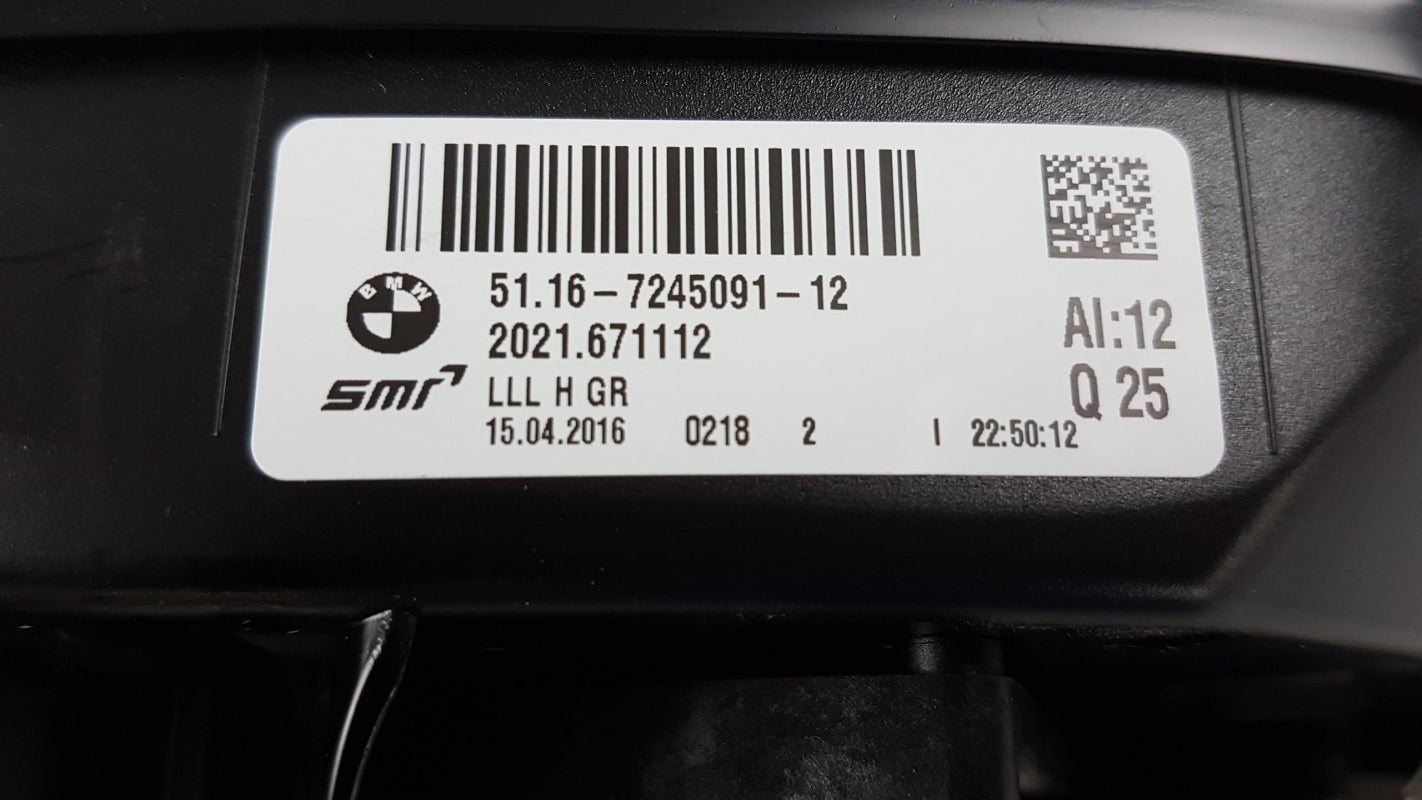 BMW
51.16-7245091-12
2021.671112
smr
LLL H GR
15.04.2016 0218 2 I 22:50:12
AI:12
Q 25